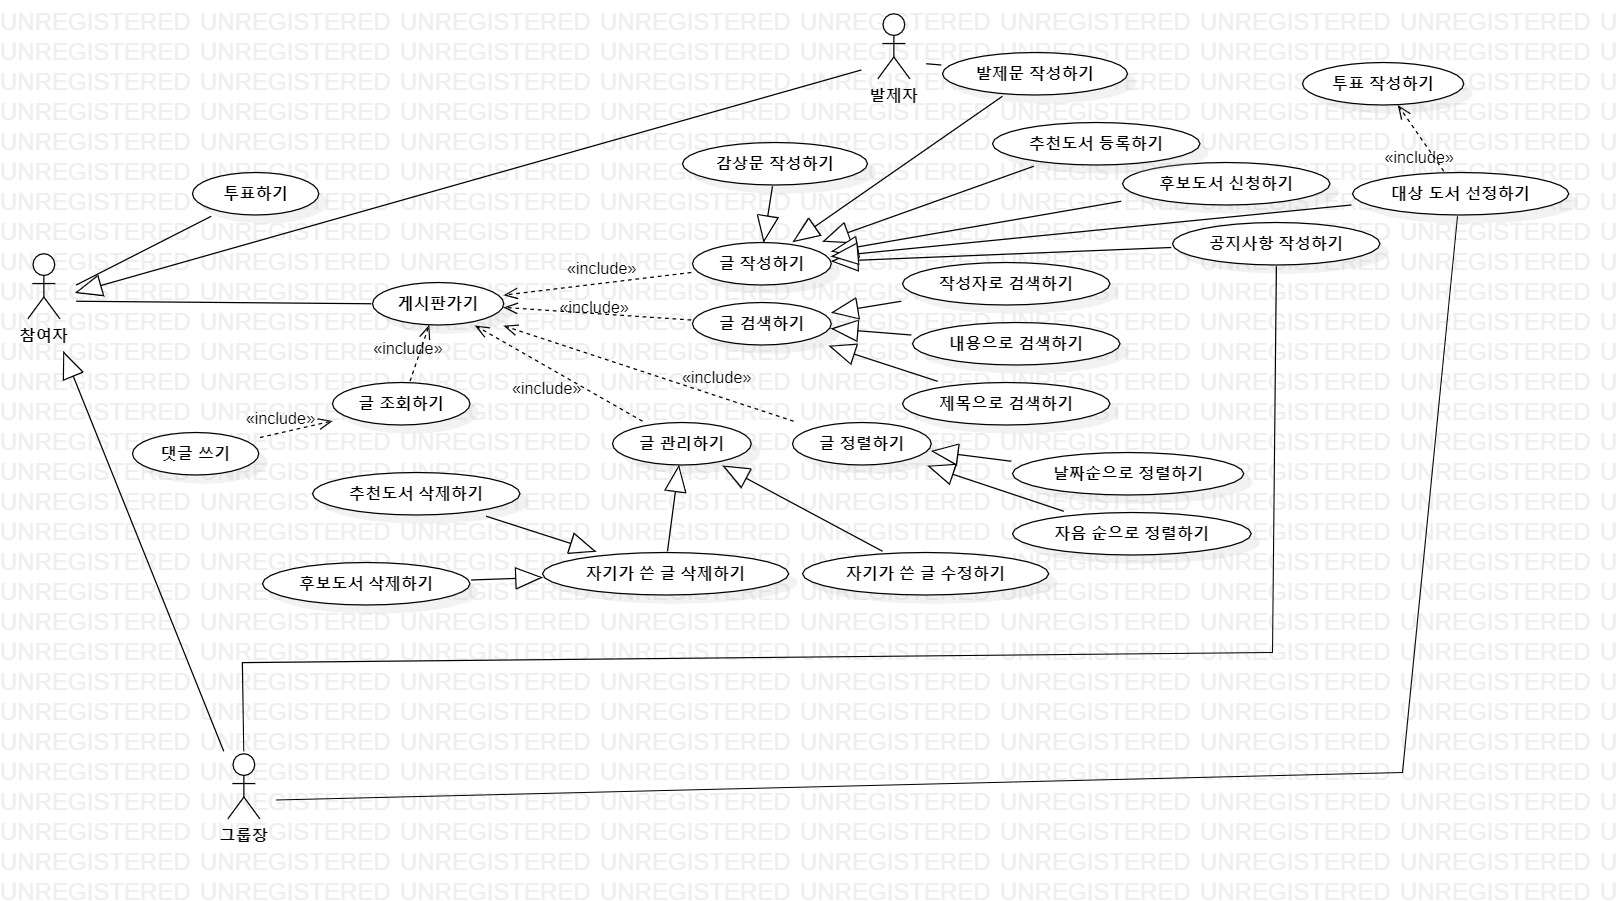 발제자
발제문 작성하기
투표 작성하기
추천도서 등록하기
감상문 작성하기
«include»
후보도서 신청하기
대상 도서 선정하기
투표하기
공지사항 작성하기
글 작성하기
«include»
작성자로 검색하기
게시판가기
«include»
글 검색하기
참여자
내용으로 검색하기
«include»
«include»
«include»
글 조회하기
제목으로 검색하기
«include»
댓글 쓰기
글 관리하기
글 정렬하기
날짜순으로 정렬하기
추천도서 삭제하기
자음 순으로 정렬하기
후보도서 삭제하기
자기가 쓴 글 삭제하기
자기가 쓴 글 수정하기
그룹장
UNREGISTERED